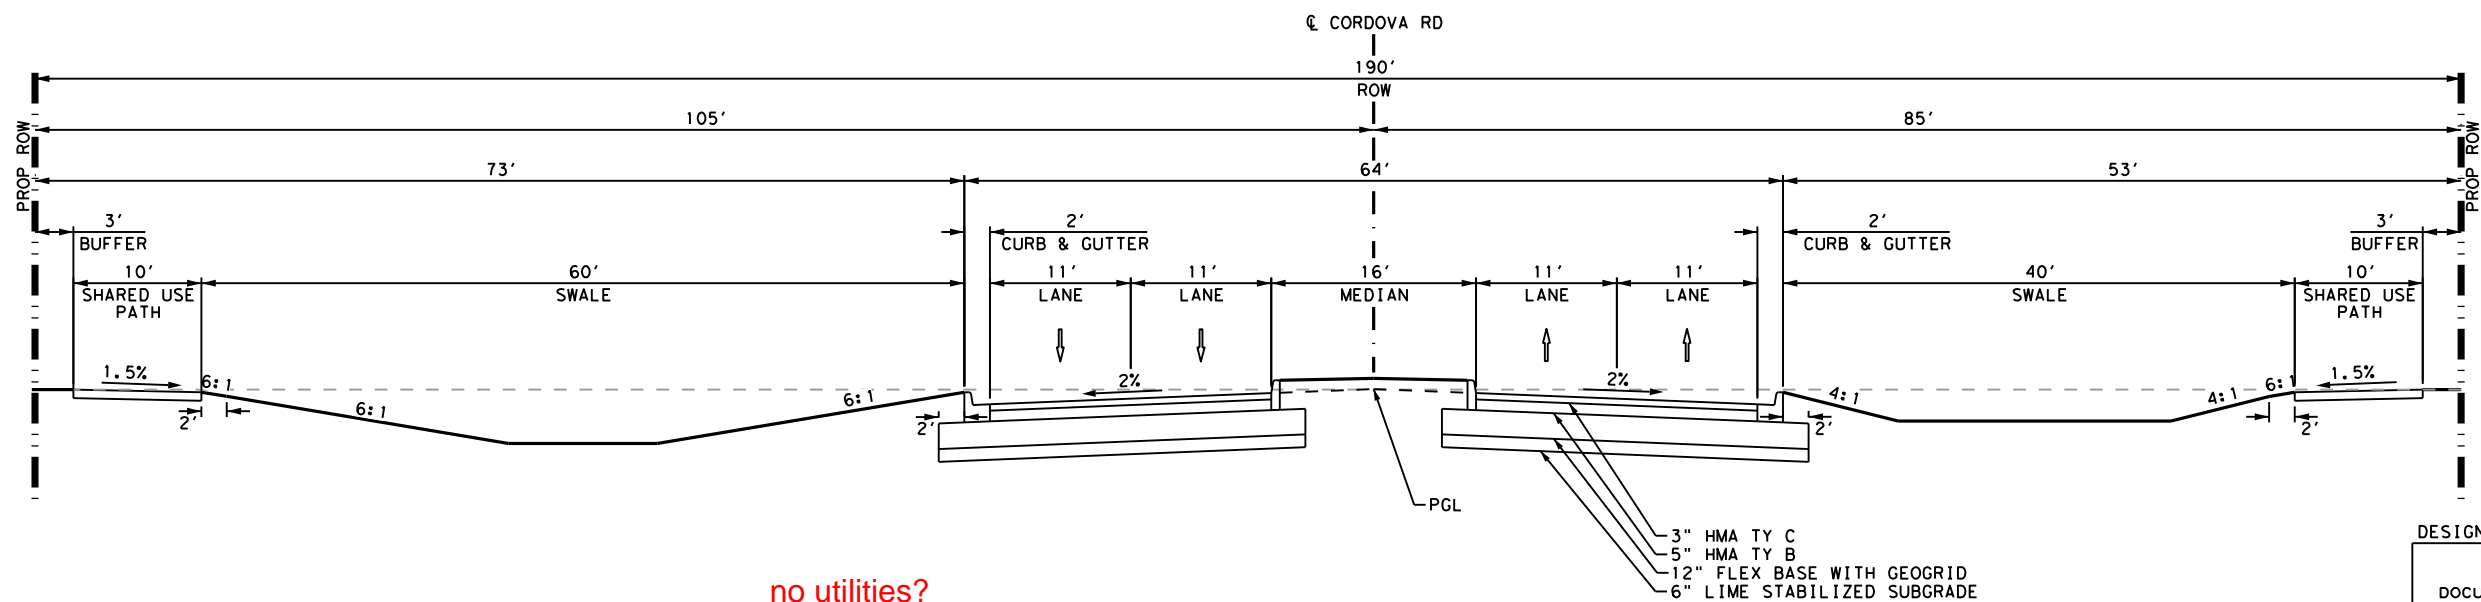 ℄ CORDOVA RD
190'
ROW
105'
85'
PROP ROW
PROP ROW
73'
64'
53'
3'
BUFFER
2'
CURB & GUTTER
2'
CURB & GUTTER
3'
BUFFER
10'
SHARED USE
PATH
60'
SWALE
11'
LANE
11'
LANE
16'
MEDIAN
11'
LANE
11'
LANE
40'
SWALE
10'
SHARED USE
PATH
1.5%
6:1
6:1
6:1
2%
2%
4:1
4:1
6:1
1.5%
2'
2'
2'
2'
PGL
3" HMA TY C
5" HMA TY B
12" FLEX BASE WITH GEOGRID
6" LIME STABILIZED SUBGRADE
no utilities?
DESIGN
DOCU